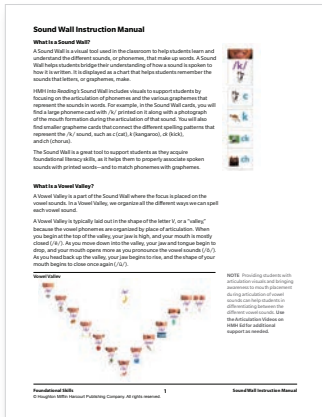 Sound Wall Instruction Manual
What Is a Sound Wall?
A Sound Wall is a visual tool used in the classroom to help students learn and
understand the different sounds, or phonemes, that make up words. A Sound
Wall helps students bridge their understanding of how a sound is spoken to
how it is written. It is displayed as a chart that helps students remember the
sounds that letters, or graphemes, make.
HMH Into Reading's Sound Wall includes visuals to support students by
focusing on the articulation of phonemes and the various graphemes that
represent the sounds in words. For example, in the Sound Wall cards, you will
find a large phoneme card with /k/ printed on it along with a photograph
of the mouth formation during the articulation of that sound. You will also
find smaller grapheme cards that connect the different spelling patterns that
represent the /k/ sound, such as c (cat), k (kangaroo), ck (kick),
and ch (chorus).
The Sound Wall is a great tool to support students as they acquire
foundational literacy skills, as it helps them to properly associate spoken
sounds with printed words—and to match phonemes with graphemes.
/k/
c
ck
ch
What Is a Vowel Valley?
A Vowel Valley is a part of the Sound Wall where the focus is placed on the
vowel sounds. In a Vowel Valley, we organize all the different ways we can spell
each vowel sound.
A Vowel Valley is typically laid out in the shape of the letter V, or a "valley,"
because the vowel phonemes are organized by place of articulation. When
you begin at the top of the valley, your jaw is high, and your mouth is mostly
closed (/ē/). As you move down into the valley, your jaw and tongue begin to
drop, and your mouth opens more as you pronounce the vowel sounds (/ŏ/).
As you head back up the valley, your jaw begins to rise, and the shape of your
mouth begins to close once again (/ū/).
Vowel Valley
NOTE Providing students with
articulation visuals and bringing
awareness to mouth placement
during articulation of vowel
sounds can help students in
differentiating between the
different vowel sounds. Use
the Articulation Videos on
HMH Ed for additional
support as needed.
Foundational Skills
1
Sound Wall Instruction Manual
© Houghton Mifflin Harcourt Publishing Company. All rights reserved.